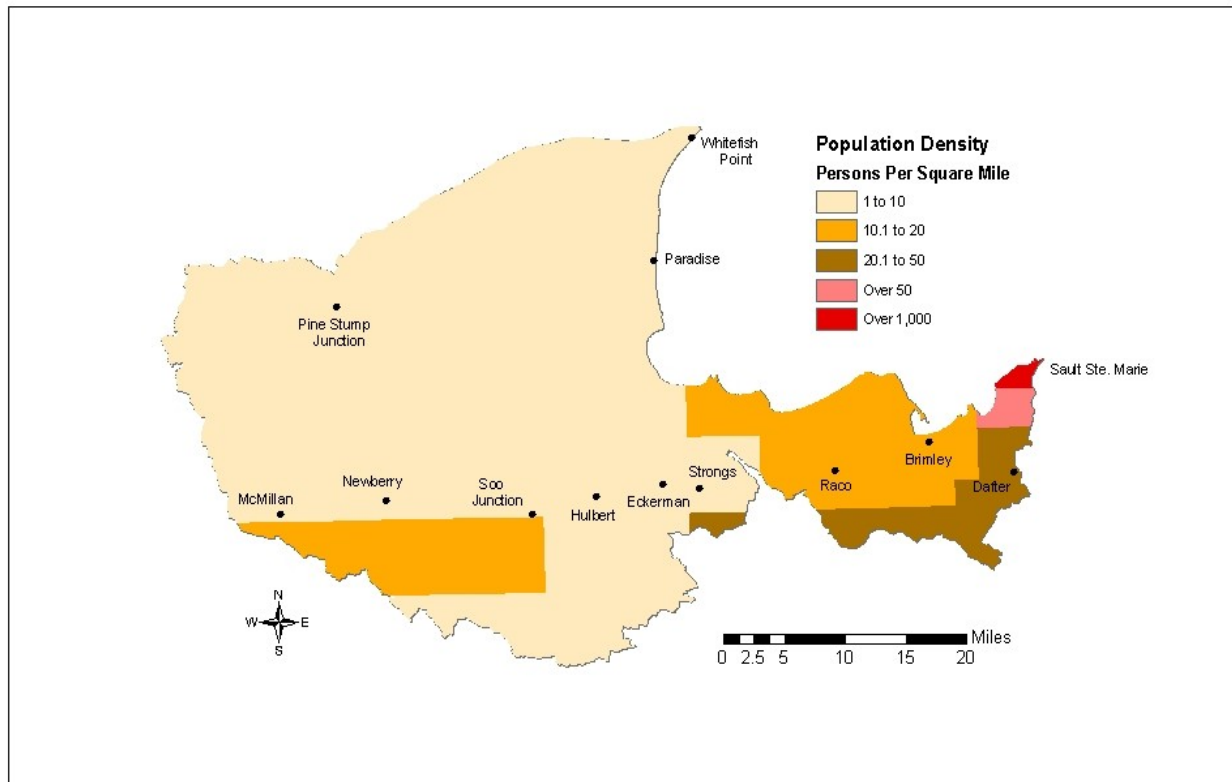 Whitefish
Point
Population Density
Persons Per Square Mile
1 to 10
10.1 to 20
20.1 to 50
Over 50
Over 1,000
Paradise
Pine Stump
Junction
Sault Ste. Marie
Brimley
Raco
Dafter
Strongs
Eckerman
Hulbert
Soo
Junction
Newberry
McMillan
N
W E
S
Miles
0 2.5 5 10 15 20